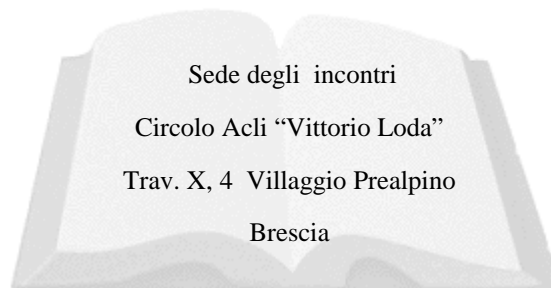 Sede degli incontri
Circolo Acli “Vittorio Loda”
Trav. X, 4 Villaggio Prealpino
Brescia